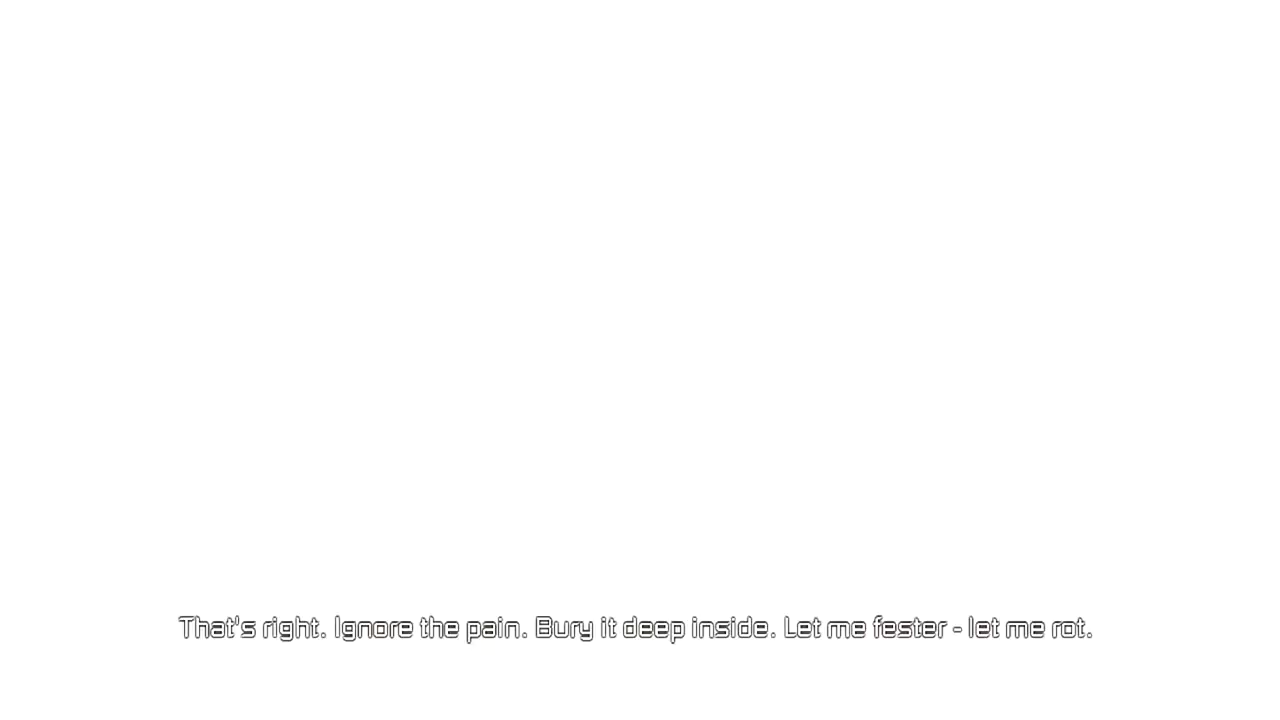 That's right. Ignore the pain. Bury it deep inside. Let me fester - let me rot.